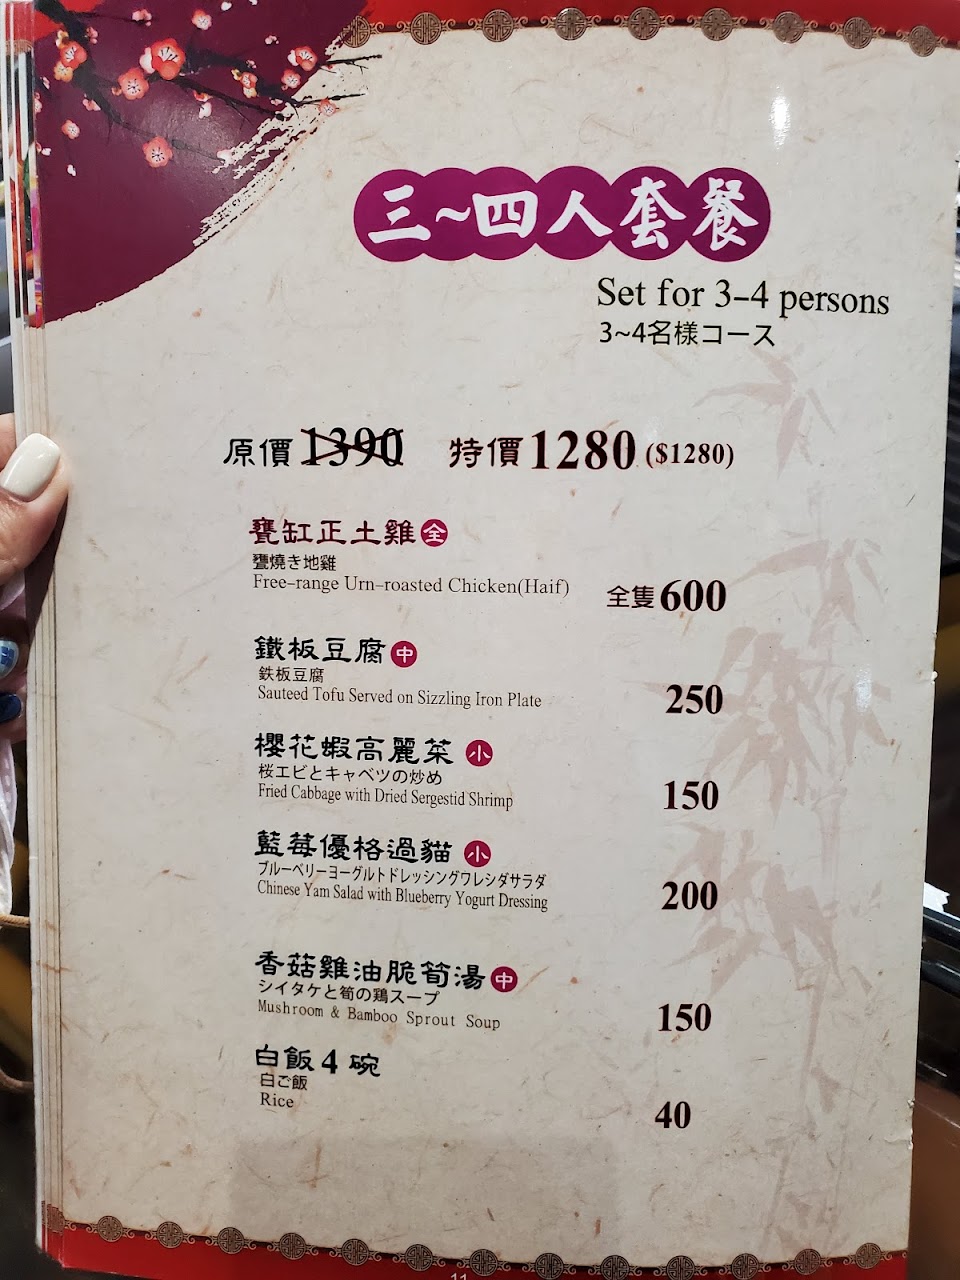 三~四人套餐
Set for 3-4 persons
3~4名様コース
原價 1390 特價 1280 ($1280)
甕缸正土雞 全
甕燒き地雞
Free-range Urn-roasted Chicken(Haif)
全隻 600
鐵板豆腐 中
鉄板豆腐
Sauteed Tofu Served on Sizzling Iron Plate
250
櫻花蝦高麗菜 小
桜エビとキャベツの炒め
Fried Cabbage with Dried Sergestid Shrimp
150
藍莓優格過貓 小
ブルーベリーヨーグルトドレッシングワレシダサラダ
Chinese Yam Salad with Blueberry Yogurt Dressing
200
香菇雞油脆筍湯 中
シイタケと筍の鶏スープ
Mushroom & Bamboo Sprout Soup
150
白飯 4 碗
白ご飯
Rice
40
11